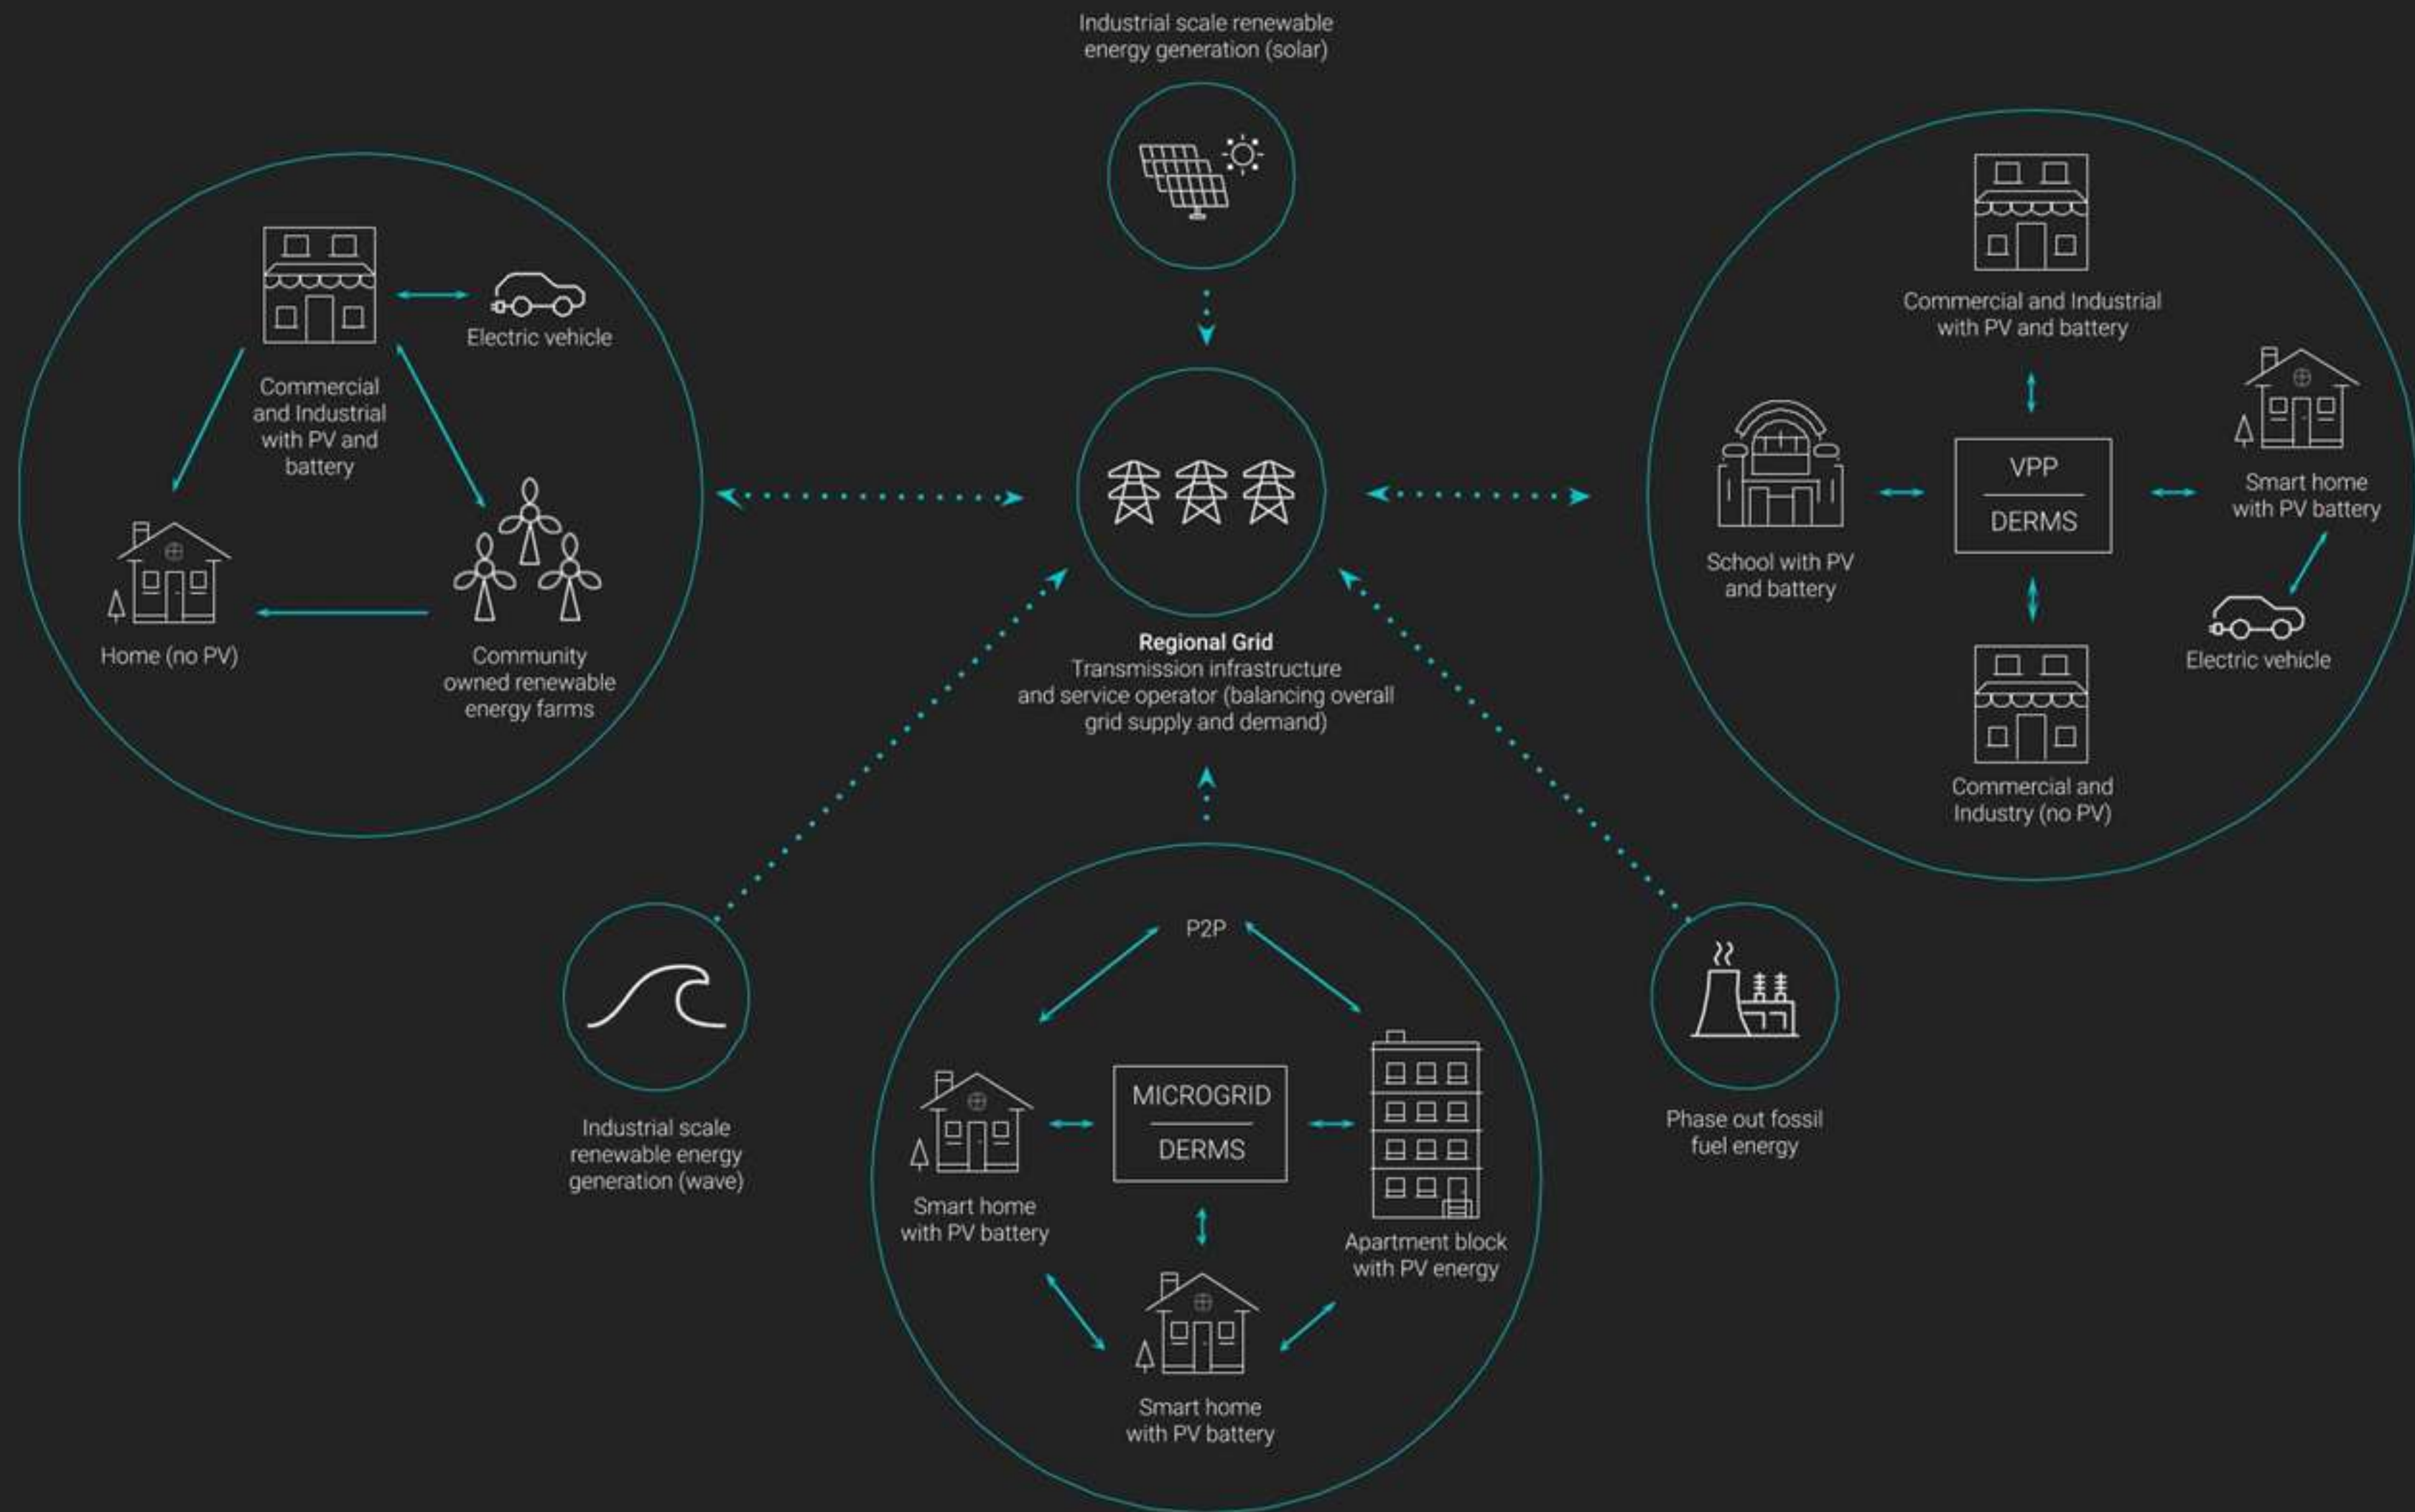 Industrial scale renewable
energy generation (solar)
Electric vehicle
Commercial
and Industrial
with PV and
battery
Home (no PV)
Community
owned renewable
energy farms
Regional Grid
Transmission infrastructure
and service operator (balancing overall
grid supply and demand)
Commercial and Industrial
with PV and battery
VPP
DERMS
Smart home
with PV battery
School with PV
and battery
Electric vehicle
Commercial and
Industry (no PV)
Industrial scale
renewable energy
generation (wave)
P2P
MICROGRID
DERMS
Smart home
with PV battery
Apartment block
with PV energy
Smart home
with PV battery
Phase out fossil
fuel energy